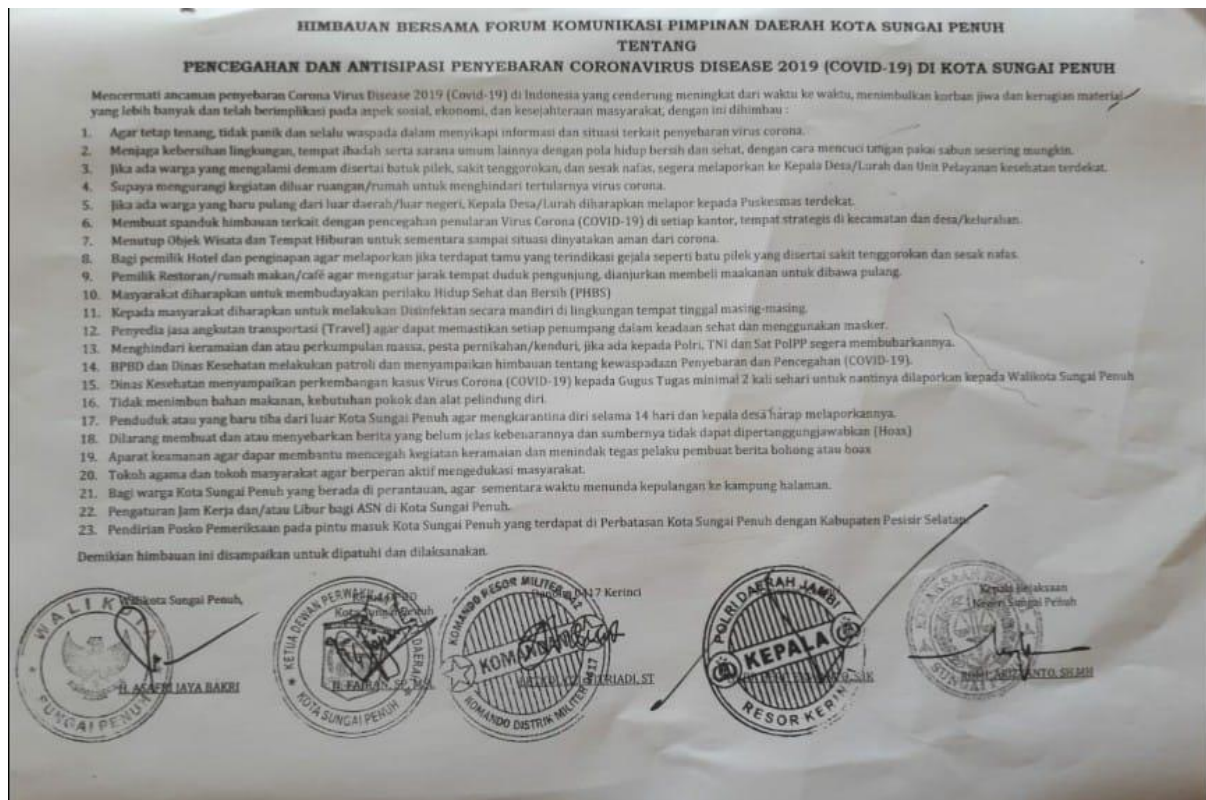 HIMBAUAN BERSAMA FORUM KOMUNIKASI PIMPINAN DAERAH KOTA SUNGAI PENUH
TENTANG
PENCEGAHAN DAN ANTISIPASI PENYEBARAN CORONAVIRUS DISEASE 2019 (COVID-19) DI KOTA SUNGAI PENUH
Mencermati ancaman penyebaran Corona Virus Disease 2019 (Covid-19) di Indonesia yang cenderung meningkat dari waktu ke waktu, menimbulkan korban jiwa dan kerugian material
yang lebih banyak dan telah berimplikasi pada aspek sosial, ekonomi, dan kesejahteraan masyarakat, dengan ini dihimbau :
1. Agar tetap tenang, tidak panik dan selalu waspada dalam menyikapi informasi dan situasi terkait penyebaran virus corona.
2. Menjaga kebersihan lingkungan, tempat ibadah serta sarana umum lainnya dengan pola hidup bersih dan sehat, dengan cara mencuci tangan pakai sabun sesering mungkin.
3. Jika ada warga yang mengalami demam disertai batuk pilek, sakit tenggorokan, dan sesak nafas, segera melaporkan ke Kepala Desa/Lurah dan Unit Pelayanan kesehatan terdekat.
4. Supaya mengurangi kegiatan diluar ruangan/rumah untuk menghindari tertularnya virus corona.
5. Jika ada warga yang baru pulang dari luar daerah/luar negeri, Kepala Desa/Lurah diharapkan melapor kepada Puskesmas terdekat.
6. Membuat spanduk himbauan terkait dengan pencegahan penularan Virus Corona (COVID-19) di setiap kantor, tempat strategis di kecamatan dan desa/kelurahan.
7. Menutup Objek Wisata dan Tempat Hiburan untuk sementara sampai situasi dinyatakan aman dari corona.
8. Bagi pemilik Hotel dan penginapan agar melaporkan jika terdapat tamu yang terindikasi gejala seperti batu pilek yang disertai sakit tenggorokan dan sesak nafas.
9. Pemilik Restoran/rumah makan/café agar mengatur jarak tempat duduk pengunjung, dianjurkan membeli maakanan untuk dibawa pulang.
10. Masyarakat diharapkan untuk membudayakan perilaku Hidup Sehat dan Bersih (PHBS)
11. Kepada masyarakat diharapkan untuk melakukan Disinfektan secara mandiri di lingkungan tempat tinggal masing-masing.
12. Penyedia jasa angkutan transportasi (Travel) agar dapat memastikan setiap penumpang dalam keadaan sehat dan menggunakan masker.
13. Menghindari keramaian dan atau perkumpulan massa, pesta pernikahan/kenduri, jika ada kepada Polri, TNI dan Sat PolPP segera membubarkannya.
14. BPBD dan Dinas Kesehatan melakukan patroli dan menyampaikan himbauan tentang kewaspadaan Penyebaran dan Pencegahan (COVID-19).
15. Dinas Kesehatan menyampaikan perkembangan kasus Virus Corona (COVID-19) kepada Gugus Tugas minimal 2 kali sehari untuk nantinya dilaporkan kepada Walikota Sungai Penuh
16. Tidak menimbun bahan makanan, kebutuhan pokok dan alat pelindung diri.
17. Penduduk atau yang baru tiba dari luar Kota Sungai Penuh agar mengkarantina diri selama 14 hari dan kepala desa harap melaporkannya.
18. Dilarang membuat dan atau menyebarkan berita yang belum jelas kebenarannya dan sumbernya tidak dapat dipertanggungjawabkan (Hoax)
19. Aparat keamanan agar dapar membantu mencegah kegiatan keramaian dan menindak tegas pelaku pembuat berita bohong atau hoax
20. Tokoh agama dan tokoh masyarakat agar berperan aktif mengedukasi masyarakat.
21. Bagi warga Kota Sungai Penuh yang berada di perantauan, agar sementara waktu menunda kepulangan ke kampung halaman.
22. Pengaturan Jam Kerja dan/atau Libur bagi ASN di Kota Sungai Penuh.
23. Pendirian Posko Pemeriksaan pada pintu masuk Kota Sungai Penuh yang terdapat di Perbatasan Kota Sungai Penuh dengan Kabupaten Pesisir Selatan.
Demikian himbauan ini disampaikan untuk dipatuhi dan dilaksanakan.
Walikota Sungai Penuh,
H. ASAFRI JAYA BAKRI
WALIKOTA
SUNGAI PENUH
Kota Sungai Penuh
H. FAJRAN, SP, M.Si
KETUA DEWAN PERWAKILAN DAERAH
KOTA SUNGAI PENUH
0417 Kerinci
KOMANDO RESOR MILITER 042
KOMANDO DISTRIK MILITER 0417
POLRI DAERAH JAMBI
KEPALA
RESOR KERINCI
Kepala Kejaksaan
Negeri Sungai Penuh
SH.MH